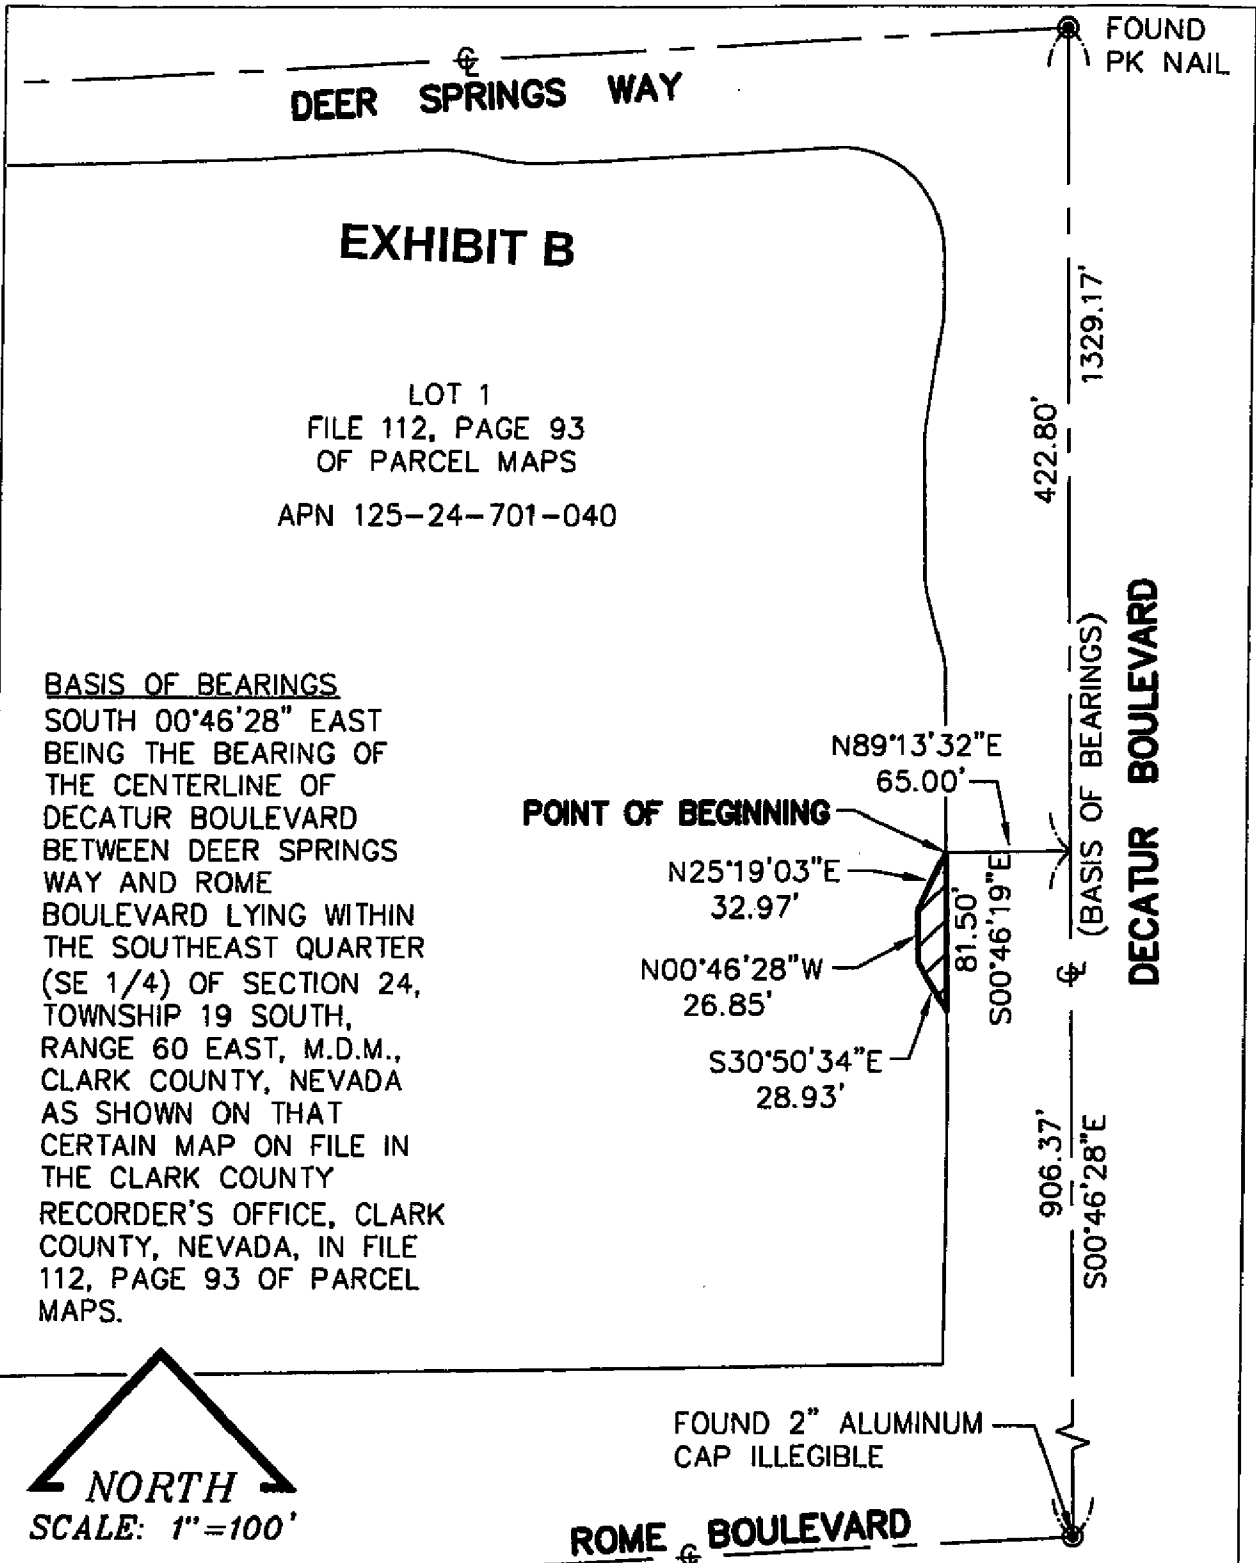 FOUND
PK NAIL
℄
DEER SPRINGS WAY
EXHIBIT B
1329.17'
422.80'
LOT 1
FILE 112, PAGE 93
OF PARCEL MAPS
APN 125-24-701-040
BASIS OF BEARINGS
SOUTH 00°46'28" EAST
BEING THE BEARING OF
THE CENTERLINE OF
DECATUR BOULEVARD
BETWEEN DEER SPRINGS
WAY AND ROME
BOULEVARD LYING WITHIN
THE SOUTHEAST QUARTER
(SE 1/4) OF SECTION 24,
TOWNSHIP 19 SOUTH,
RANGE 60 EAST, M.D.M.,
CLARK COUNTY, NEVADA
AS SHOWN ON THAT
CERTAIN MAP ON FILE IN
THE CLARK COUNTY
RECORDER'S OFFICE, CLARK
COUNTY, NEVADA, IN FILE
112, PAGE 93 OF PARCEL
MAPS.
N89°13'32"E
65.00'
POINT OF BEGINNING
N25°19'03"E
32.97'
N00°46'28"W
26.85'
S30°50'34"E
28.93'
81.50'
S00°46'19"E
(BASIS OF BEARINGS)
DECATUR BOULEVARD
℄
906.37'
S00°46'28"E
FOUND 2" ALUMINUM
CAP ILLEGIBLE
NORTH
SCALE: 1"=100'
ROME ℄ BOULEVARD